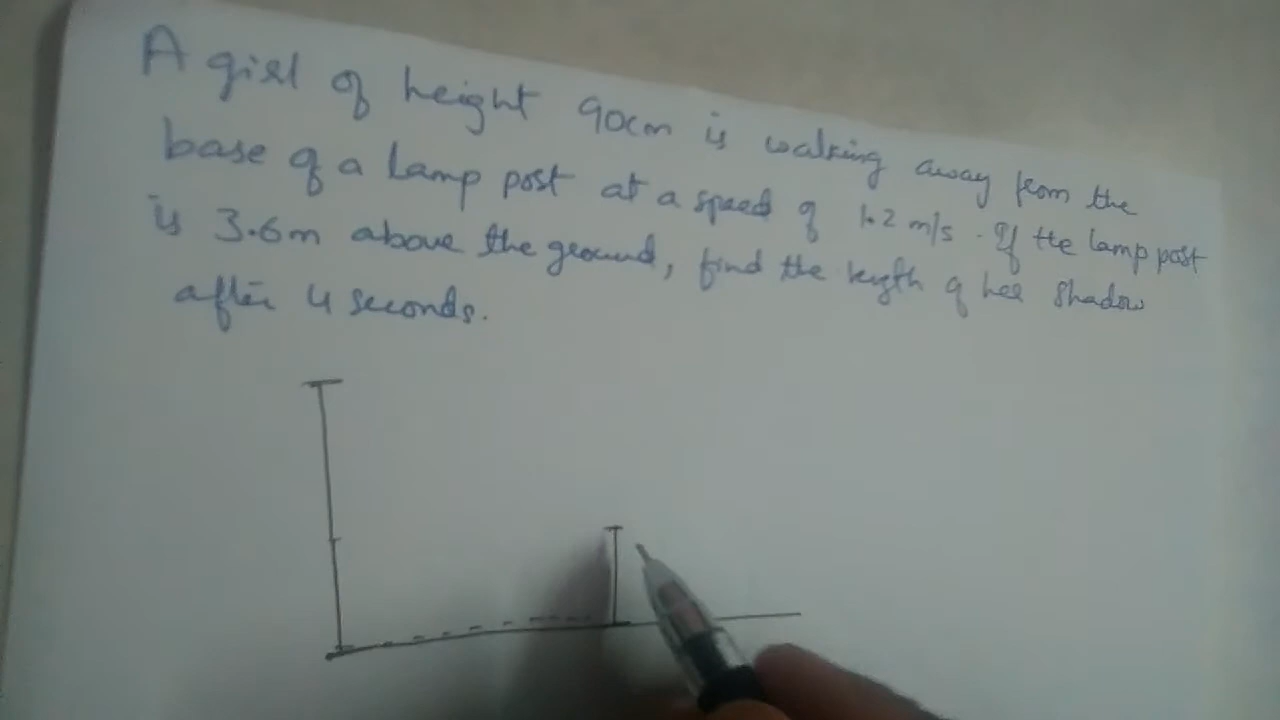 A girl of height 90cm is walking away from the
base of a lamp post at a speed of 1.2 m/s. If the lamp post
is 3.6m above the ground, find the length of her shadow
after 4 seconds.